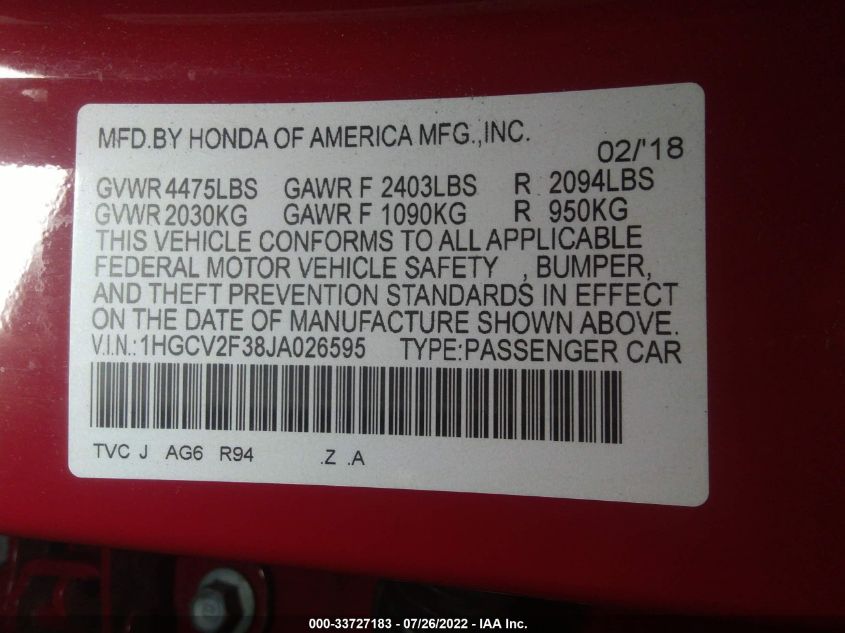 MFD.BY HONDA OF AMERICA MFG.,INC.
02/'18
GVWR 4475LBS GAWR F 2403LBS R 2094LBS
GVWR 2030KG GAWR F 1090KG R 950KG
THIS VEHICLE CONFORMS TO ALL APPLICABLE
FEDERAL MOTOR VEHICLE SAFETY , BUMPER,
AND THEFT PREVENTION STANDARDS IN EFFECT
ON THE DATE OF MANUFACTURE SHOWN ABOVE.
V.I.N.:1HGCV2F38JA026595 TYPE:PASSENGER CAR
TVC J AG6 R94 .Z .A
000-33727183 - 07/26/2022 - IAA Inc.